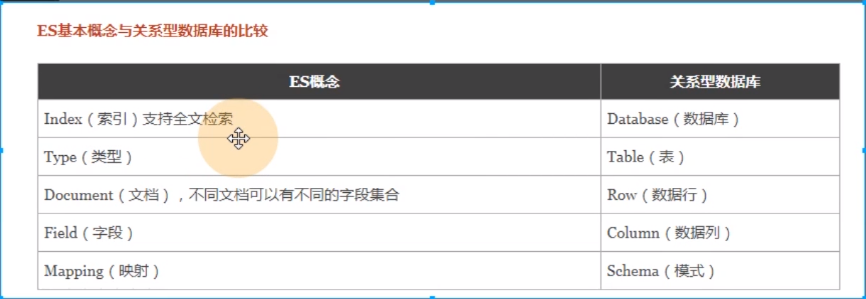 ES基本概念与关系型数据库的比较
ES概念 关系型数据库
Index（索引）支持全文检索 Database（数据库）
Type（类型） Table（表）
Document（文档），不同文档可以有不同的字段集合 Row（数据行）
Field（字段） Column（数据列）
Mapping（映射） Schema（模式）